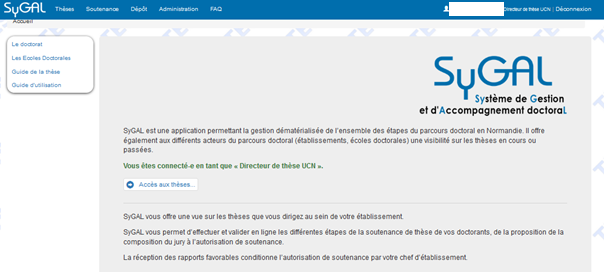 SyGAL Thèses Soutenance Dépôt Administration FAQ Directeur de thèse UCN | Déconnexion
Accueil
Le doctorat
Les Ecoles Doctorales
Guide de la thèse
Guide d'utilisation
SyGAL
Système de Gestion
et d'Accompagnement doctoraL
SyGAL est une application permettant la gestion dématérialisée de l'ensemble des étapes du parcours doctoral en Normandie. Il offre
également aux différents acteurs du parcours doctoral (établissements, écoles doctorales) une visibilité sur les thèses en cours ou
passées.
Vous êtes connecté-e en tant que « Directeur de thèse UCN ».
Accès aux thèses...
SyGAL vous offre une vue sur les thèses que vous dirigez au sein de votre établissement.
SyGAL vous permet d'effectuer et valider en ligne les différentes étapes de la soutenance de thèse de vos doctorants, de la proposition de la
composition du jury à l'autorisation de soutenance.
La réception des rapports favorables conditionne l'autorisation de soutenance par votre chef d'établissement.